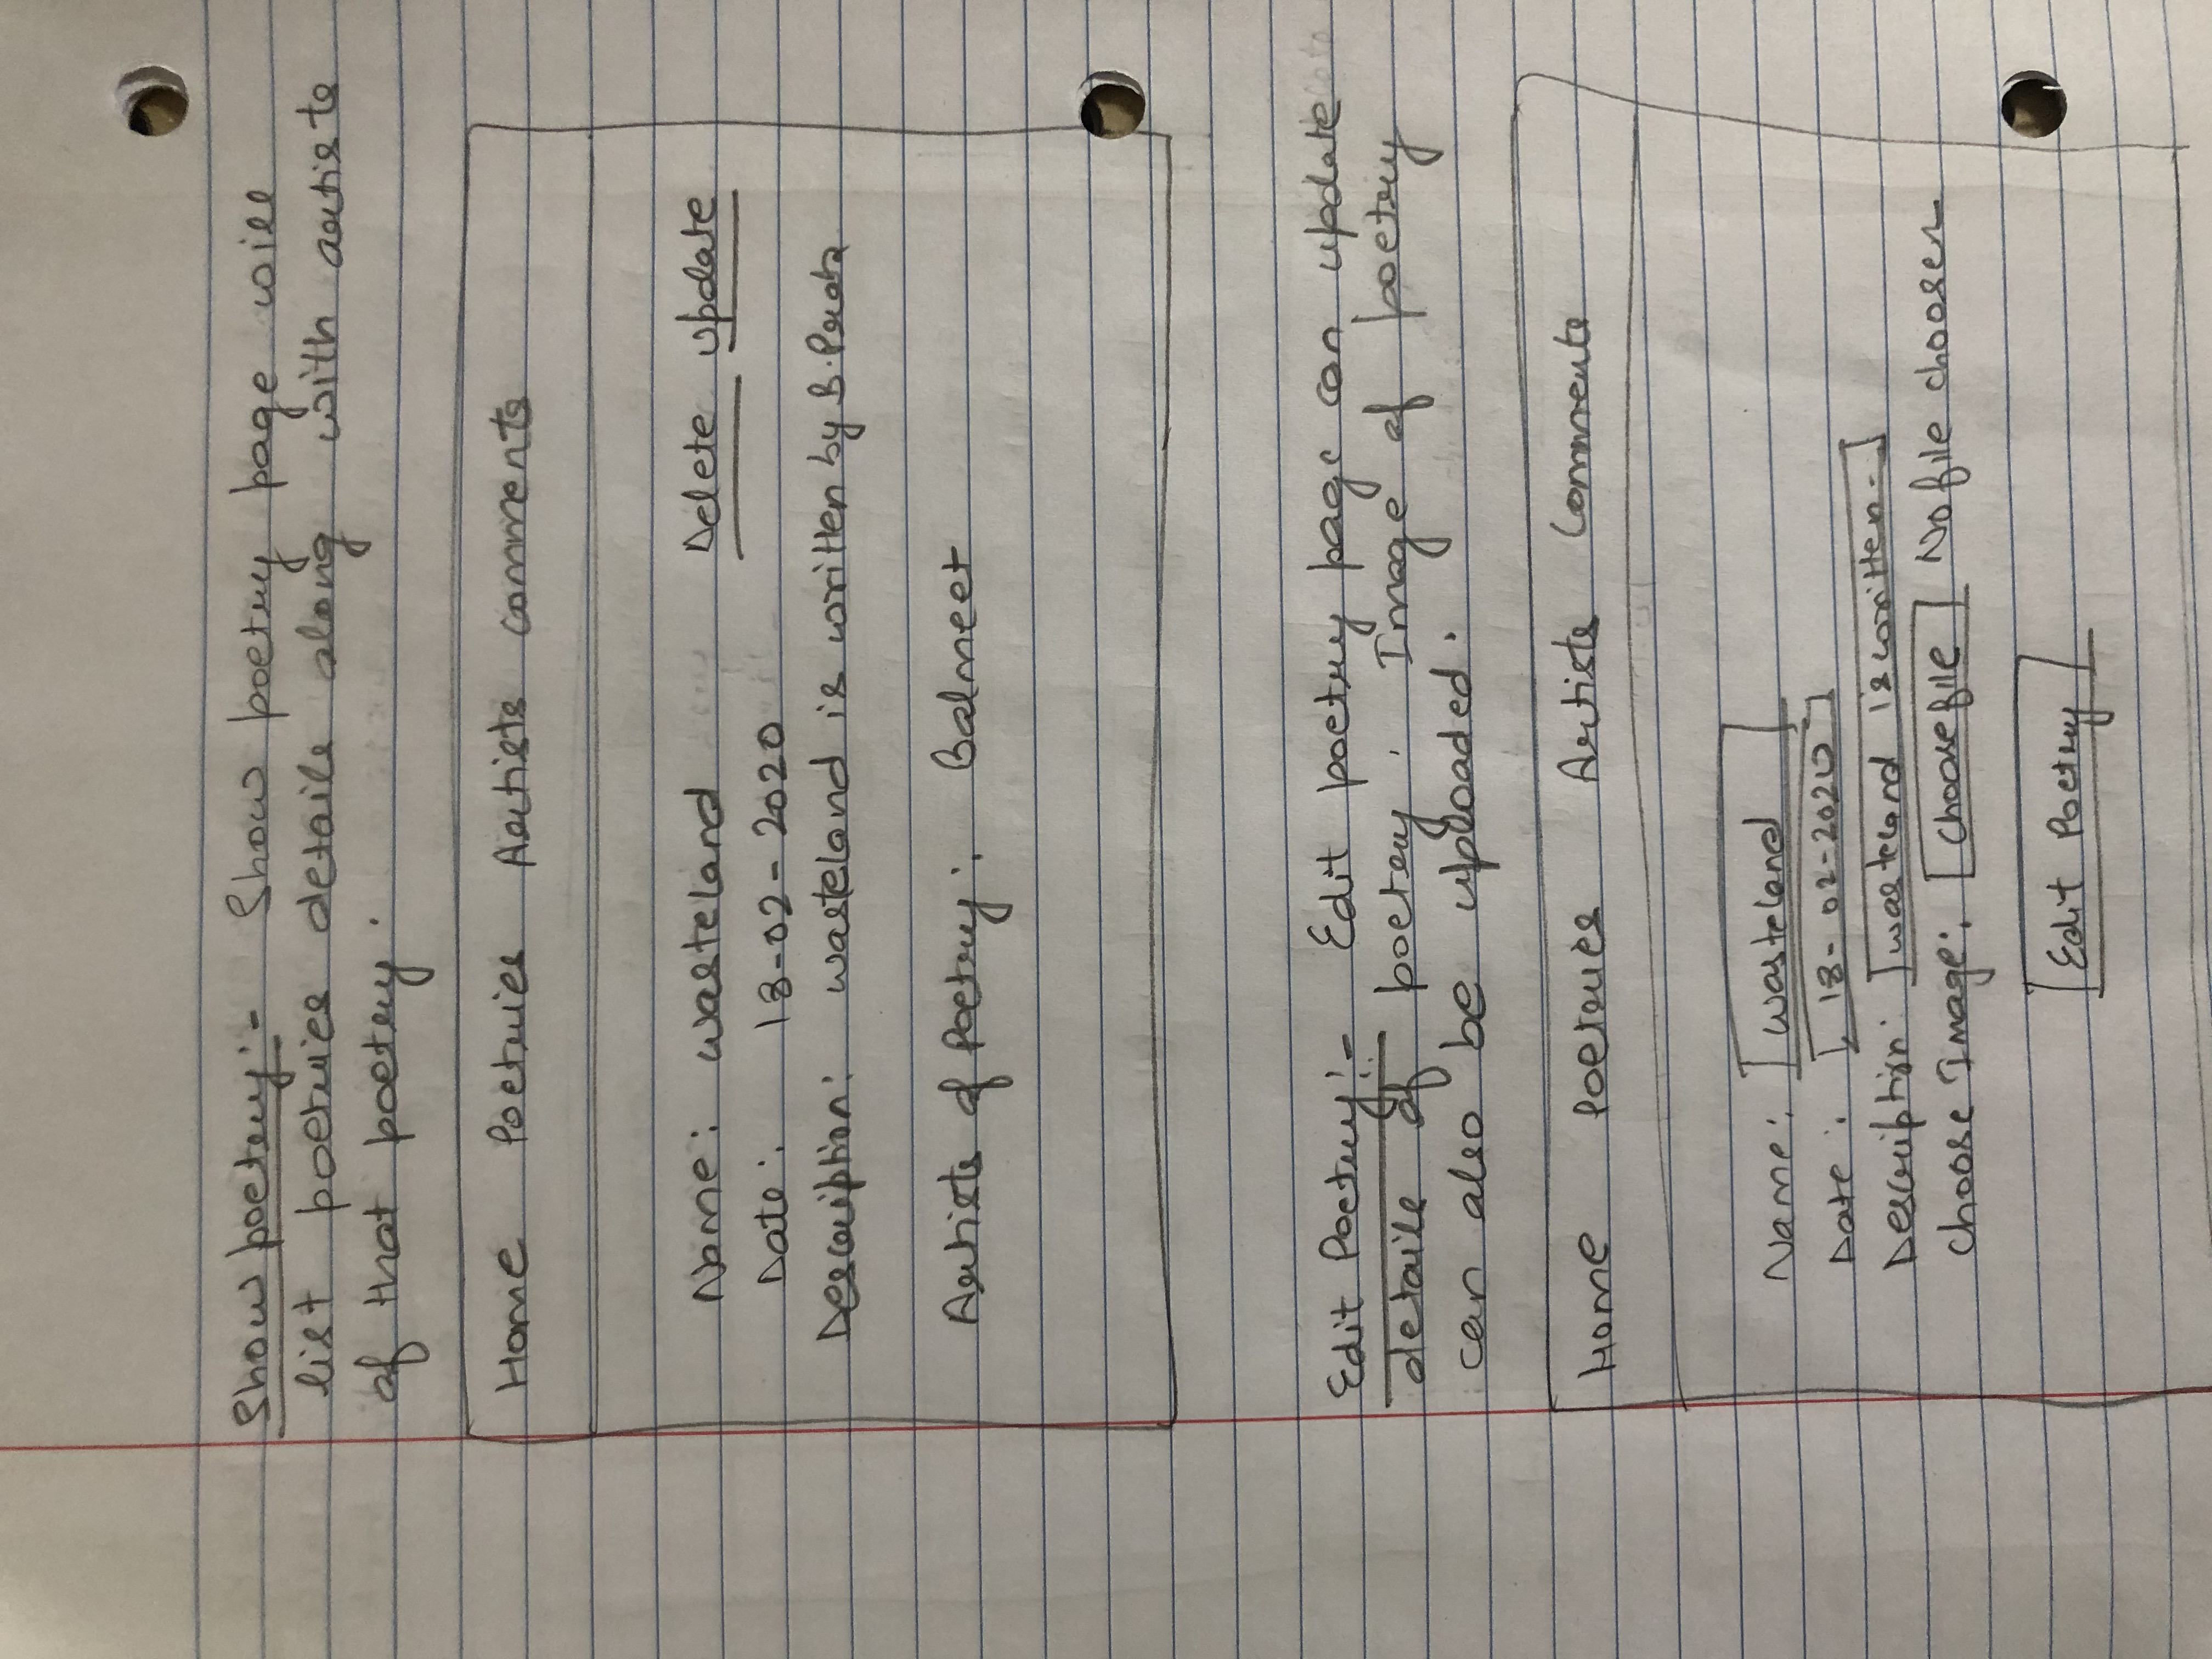 Show poetry:- Show poetry page will
list poetries details along with artists
of that poetry.
Home Poetries Artists comments
Name: wasteland Delete update
Date: 18-02-2020
Description: wasteland is written by B.
Artists of Poetry: Balmeet
Edit Poetry:- Edit poetry page can update
details of poetry. Image of poetry
can also be uploaded.
Home Poetries Artists Comments
Name: wasteland
Date: 18-02-2020
Description: wasteland is written-
choose Image: choose file No file choosen
Edit Poetry